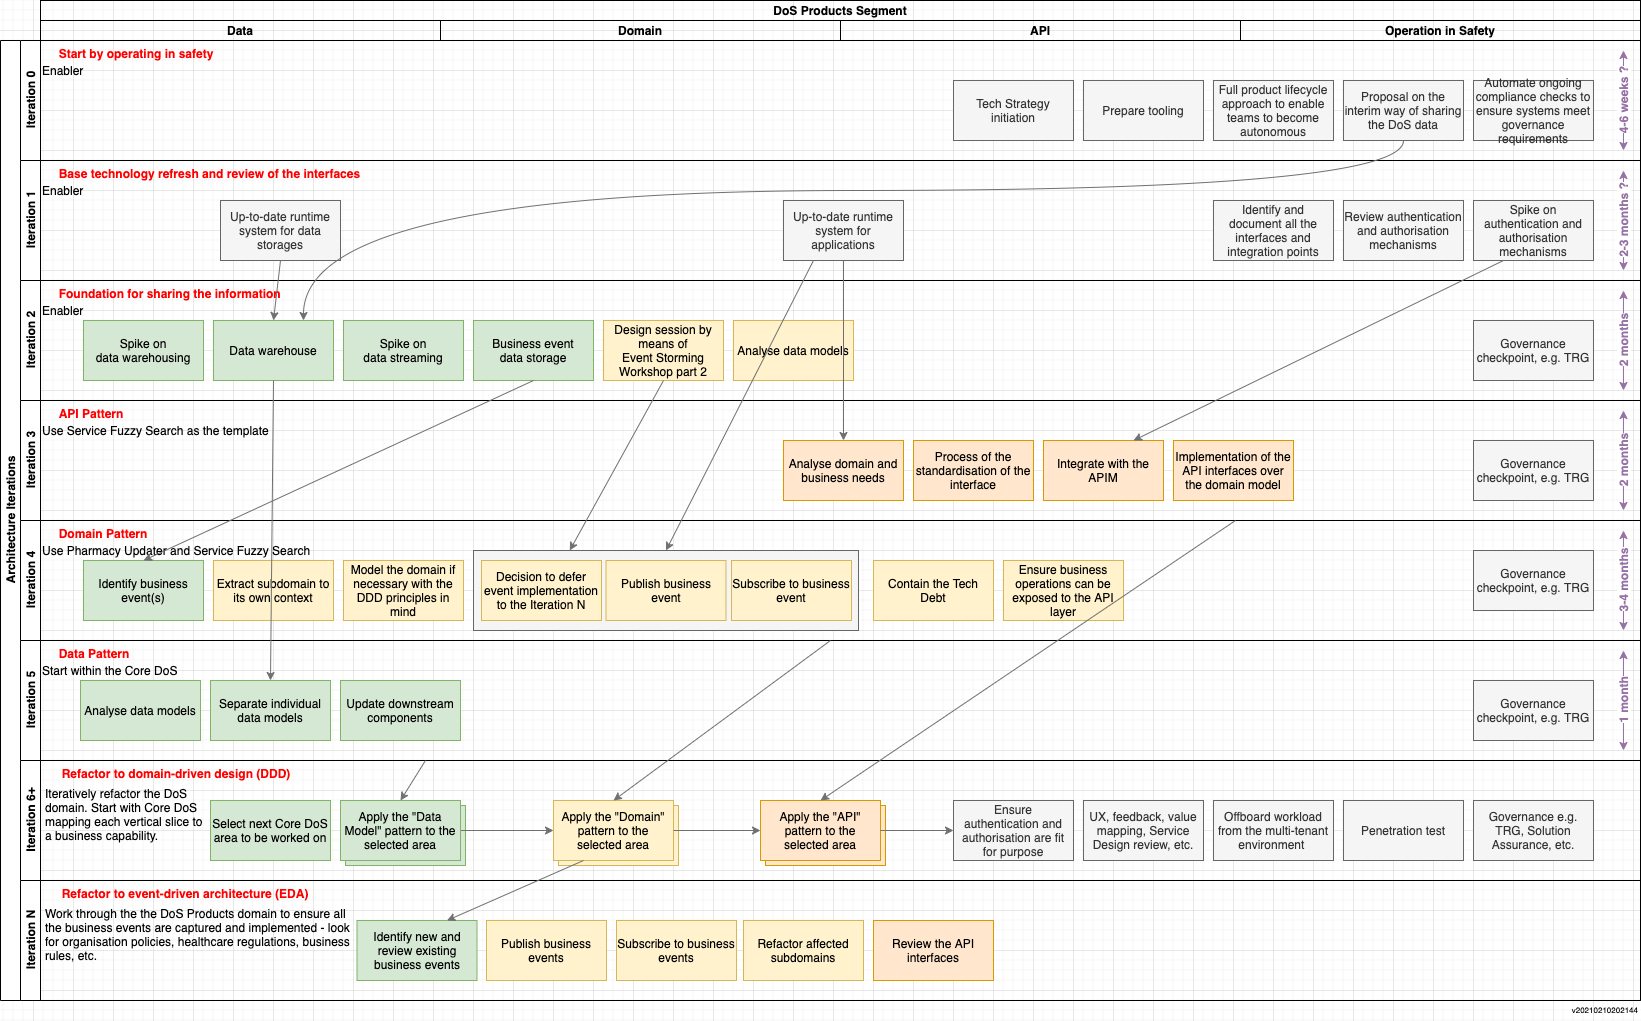 DoS Products Segment
Data
Domain
API
Operation in Safety
Architecture Iterations
Iteration 0
Start by operating in safety
Enabler
Tech Strategy
initiation
Prepare tooling
Full product lifecycle
approach to enable
teams to become
autonomous
Proposal on the
interim way of sharing
the DoS data
Automate ongoing
compliance checks to
ensure systems meet
governance
requirements
4-6 weeks ?
Iteration 1
Base technology refresh and review of the interfaces
Enabler
Up-to-date runtime
system for data
storages
Up-to-date runtime
system for
applications
Identify and
document all the
interfaces and
integration points
Review authentication
and authorisation
mechanisms
Spike on
authentication and
authorisation
mechanisms
2-3 months ?
Iteration 2
Foundation for sharing the information
Enabler
Spike on
data warehousing
Data warehouse
Spike on
data streaming
Business event
data storage
Design session by
means of
Event Storming
Workshop part 2
Analyse data models
Governance
checkpoint, e.g. TRG
2 months
Iteration 3
API Pattern
Use Service Fuzzy Search as the template
Analyse domain and
business needs
Process of the
standardisation of the
interface
Integrate with the
APIM
Implementation of the
API interfaces over
the domain model
Governance
checkpoint, e.g. TRG
2 months
Iteration 4
Domain Pattern
Use Pharmacy Updater and Service Fuzzy Search
Identify business
event(s)
Extract subdomain to
its own context
Model the domain if
necessary with the
DDD principles in
mind
Decision to defer
event implementation
to the Iteration N
Publish business
event
Subscribe to business
event
Contain the Tech
Debt
Ensure business
operations can be
exposed to the API
layer
Governance
checkpoint, e.g. TRG
3-4 months
Iteration 5
Data Pattern
Start within the Core DoS
Analyse data models
Separate individual
data models
Update downstream
components
Governance
checkpoint, e.g. TRG
1 month
Iteration 6+
Refactor to domain-driven design (DDD)
Iteratively refactor the DoS
domain. Start with Core DoS
mapping each vertical slice to
a business capability.
Select next Core DoS
area to be worked on
Apply the "Data
Model" pattern to the
selected area
Apply the "Domain"
pattern to the
selected area
Apply the "API"
pattern to the
selected area
Ensure
authentication and
authorisation are fit
for purpose
UX, feedback, value
mapping, Service
Design review, etc.
Offboard workload
from the multi-tenant
environment
Penetration test
Governance e.g.
TRG, Solution
Assurance, etc.
Iteration N
Refactor to event-driven architecture (EDA)
Work through the the DoS Products domain to ensure all
the business events are captured and implemented - look
for organisation policies, healthcare regulations, business
rules, etc.
Identify new and
review existing
business events
Publish business
events
Subscribe to business
events
Refactor affected
subdomains
Review the API
interfaces
v20210210202144